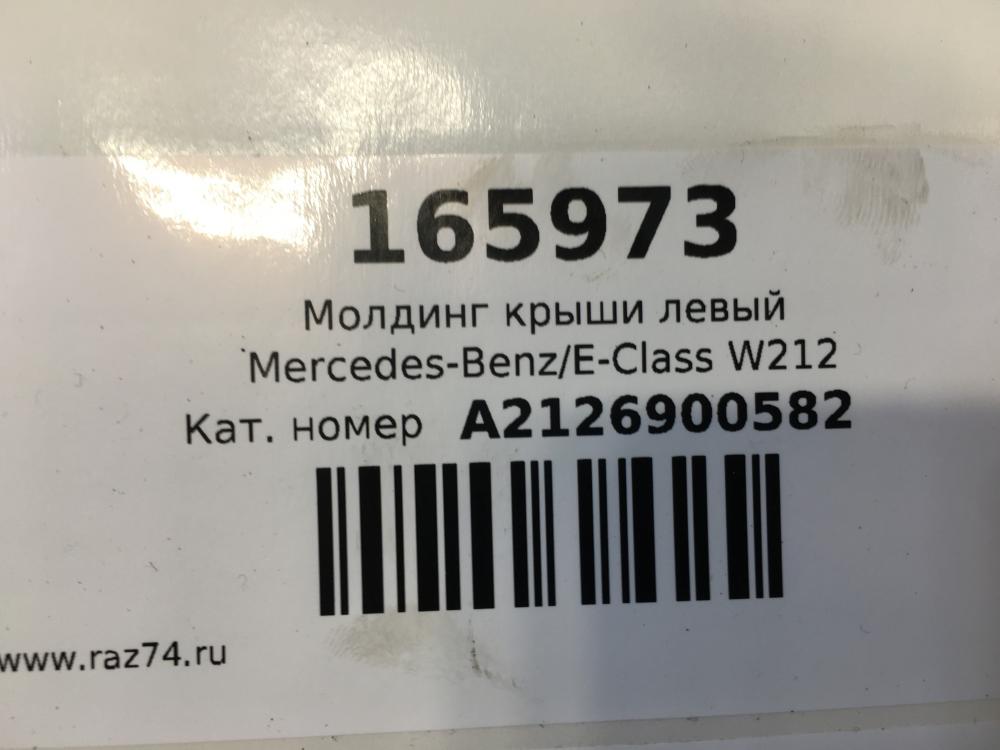 165973
Молдинг крыши левый
Mercedes-Benz/E-Class W212
Кат. номер A2126900582
www.raz74.ru